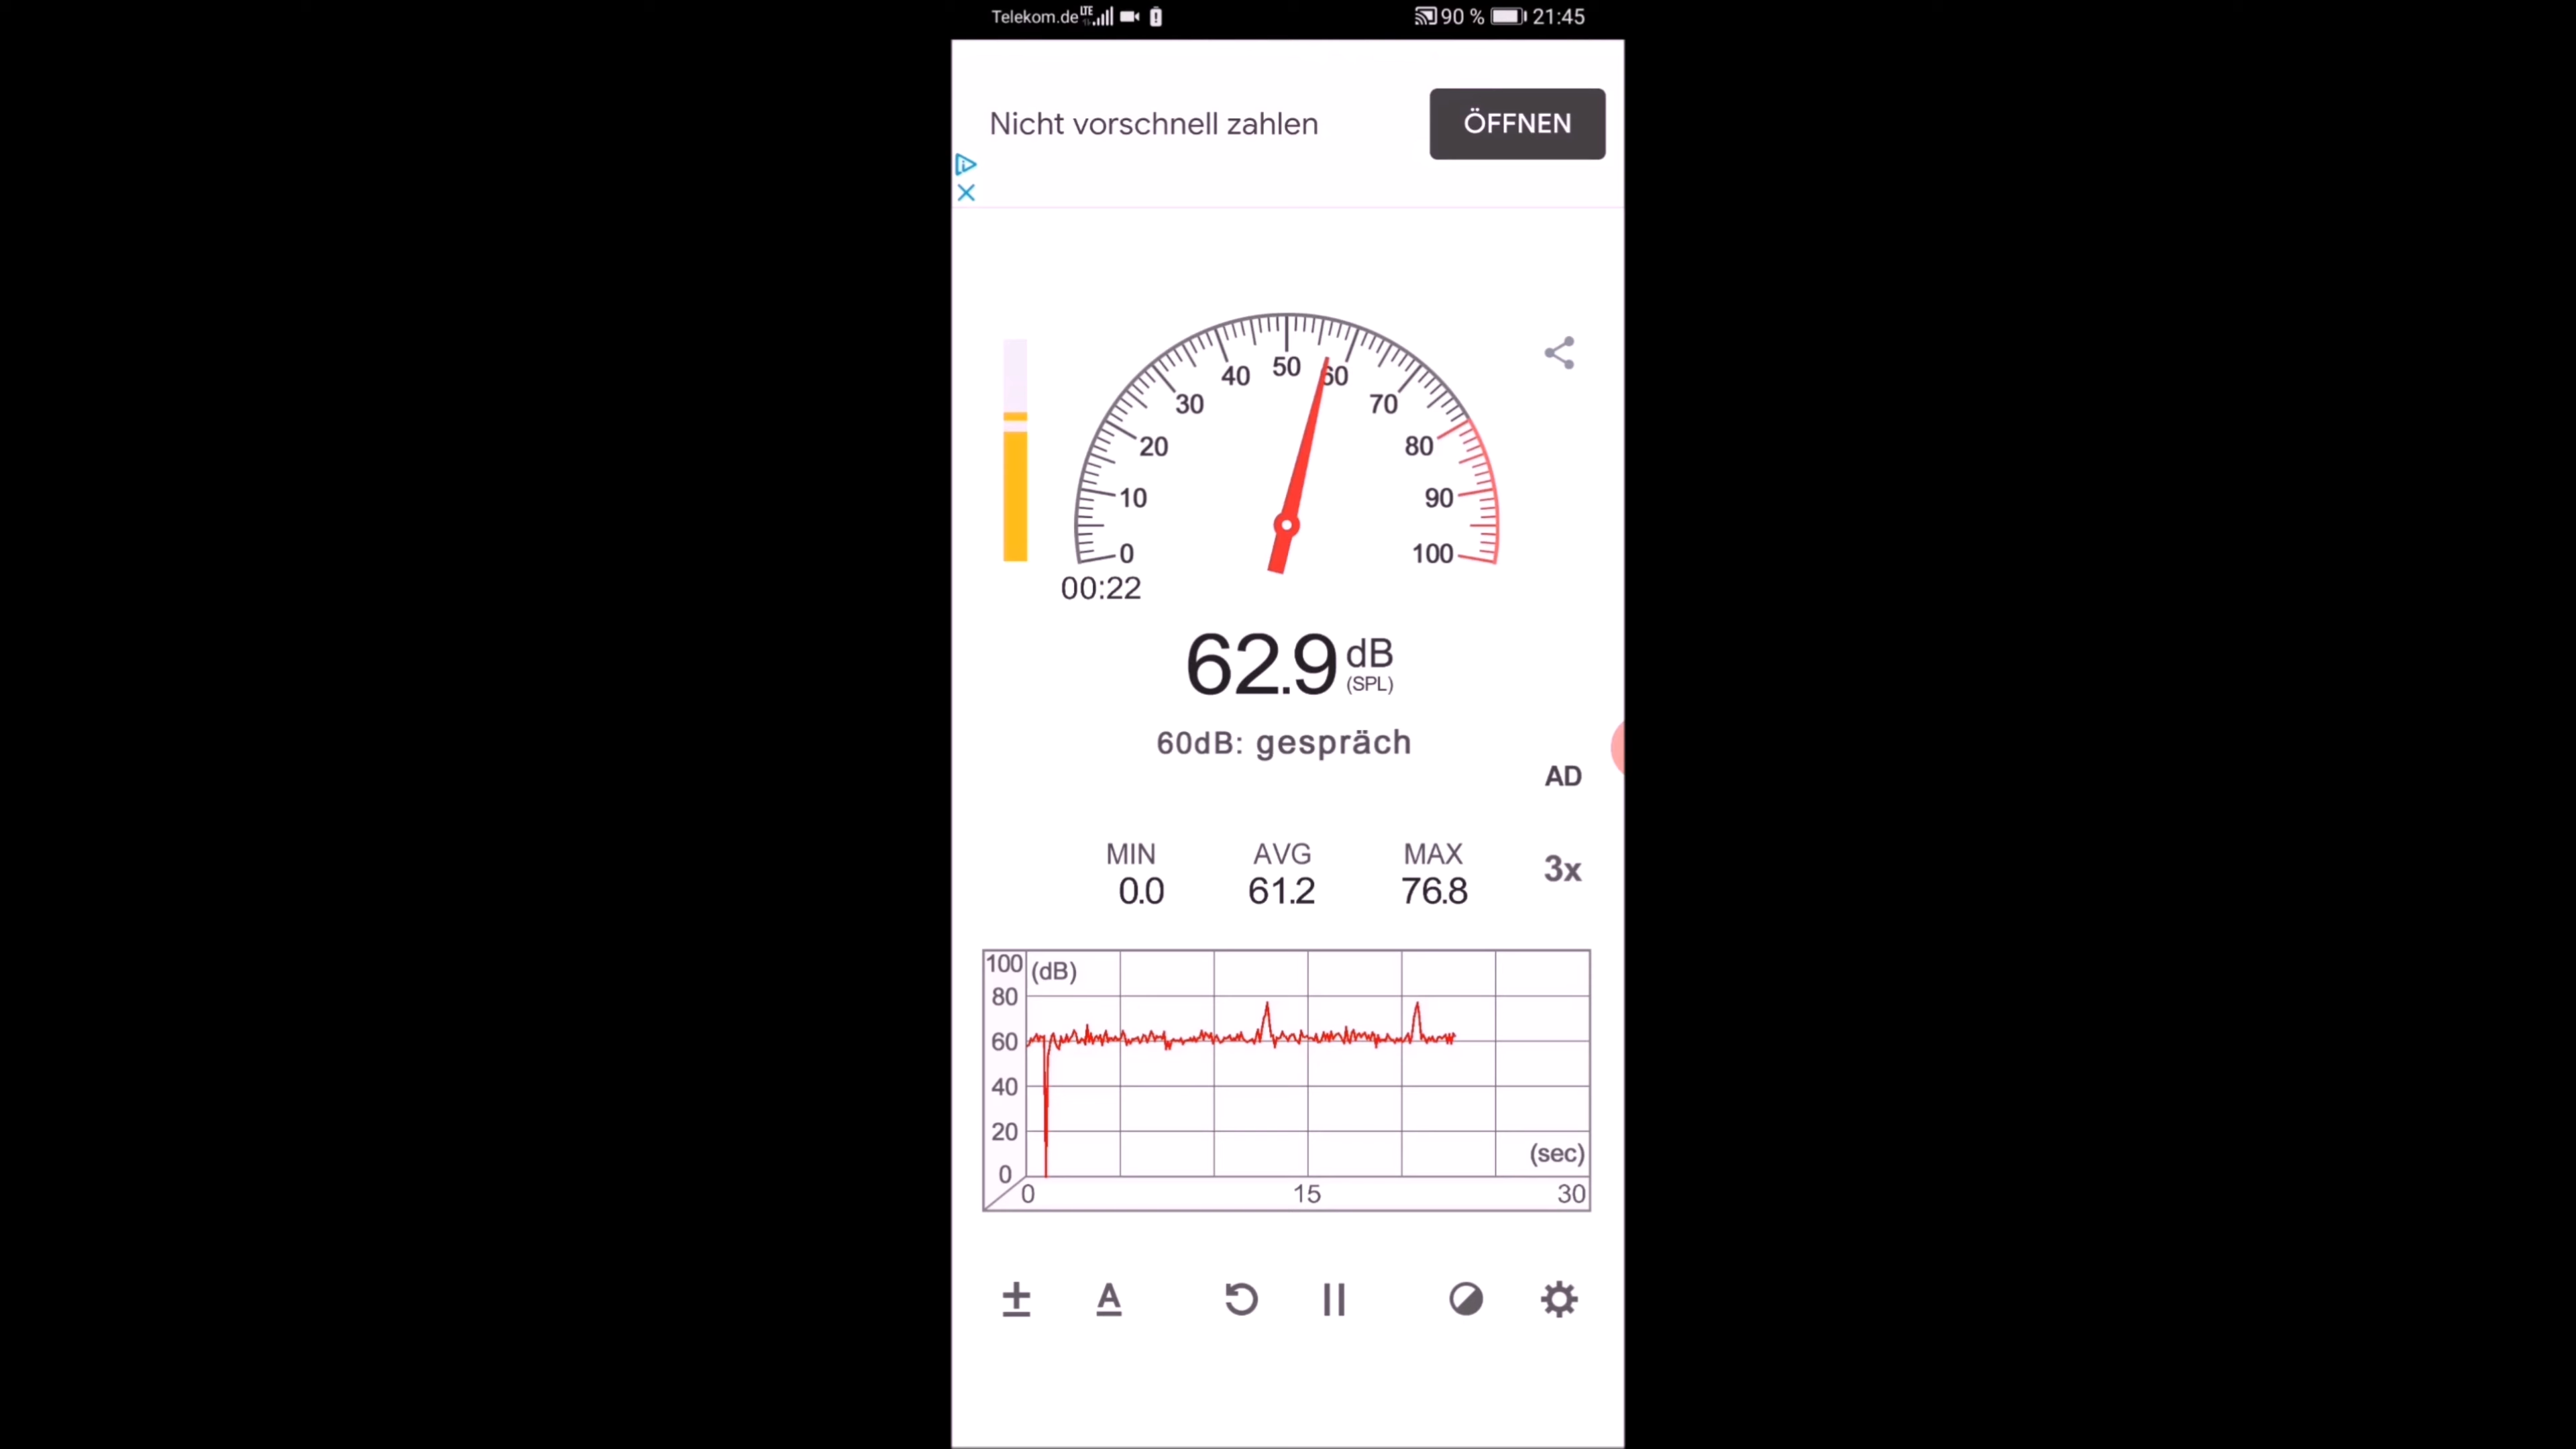 Telekom.de LTE 90 % 21:45
Nicht vorschnell zahlen ÖFFNEN
0 10 20 30 40 50 60 70 80 90 100
00:22
62.9 dB
(SPL)
60dB: gespräch
AD
MIN AVG MAX
0.0 61.2 76.8
3x
100 (dB)
80
60
40
20
(sec)
0
0 15 30
A